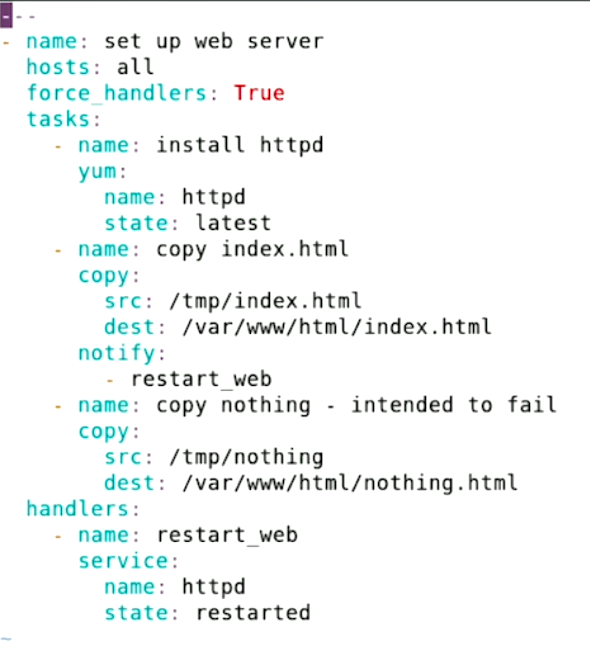 ---
- name: set up web server
  hosts: all
  force_handlers: True
  tasks:
    - name: install httpd
      yum:
        name: httpd
        state: latest
    - name: copy index.html
      copy:
        src: /tmp/index.html
        dest: /var/www/html/index.html
      notify:
        - restart_web
    - name: copy nothing - intended to fail
      copy:
        src: /tmp/nothing
        dest: /var/www/html/nothing.html
  handlers:
    - name: restart_web
      service:
        name: httpd
        state: restarted
~